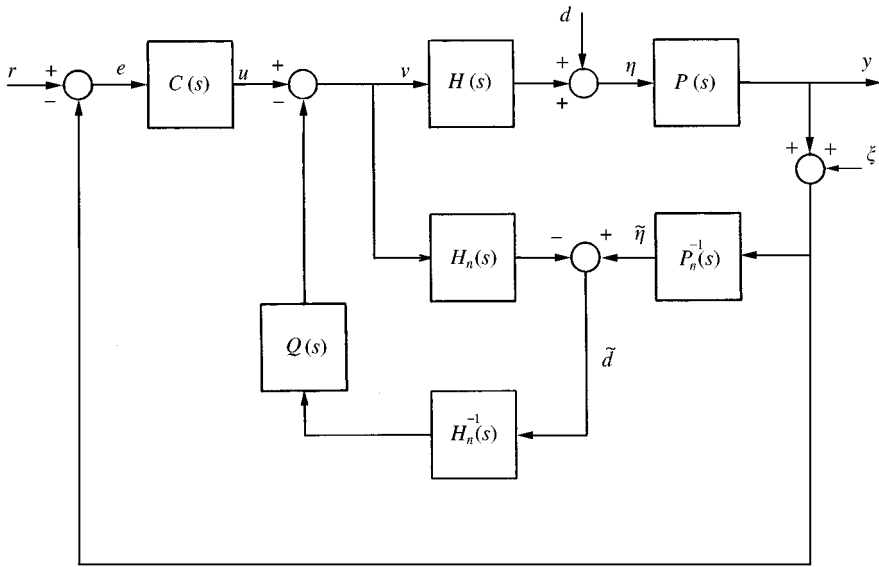 d
r + − e C(s) u + − v H(s) + + η P(s) y
+ + ξ
H_n(s) − + η̃ P_n^{-1}(s)
Q(s) d̃
H_n^{-1}(s)